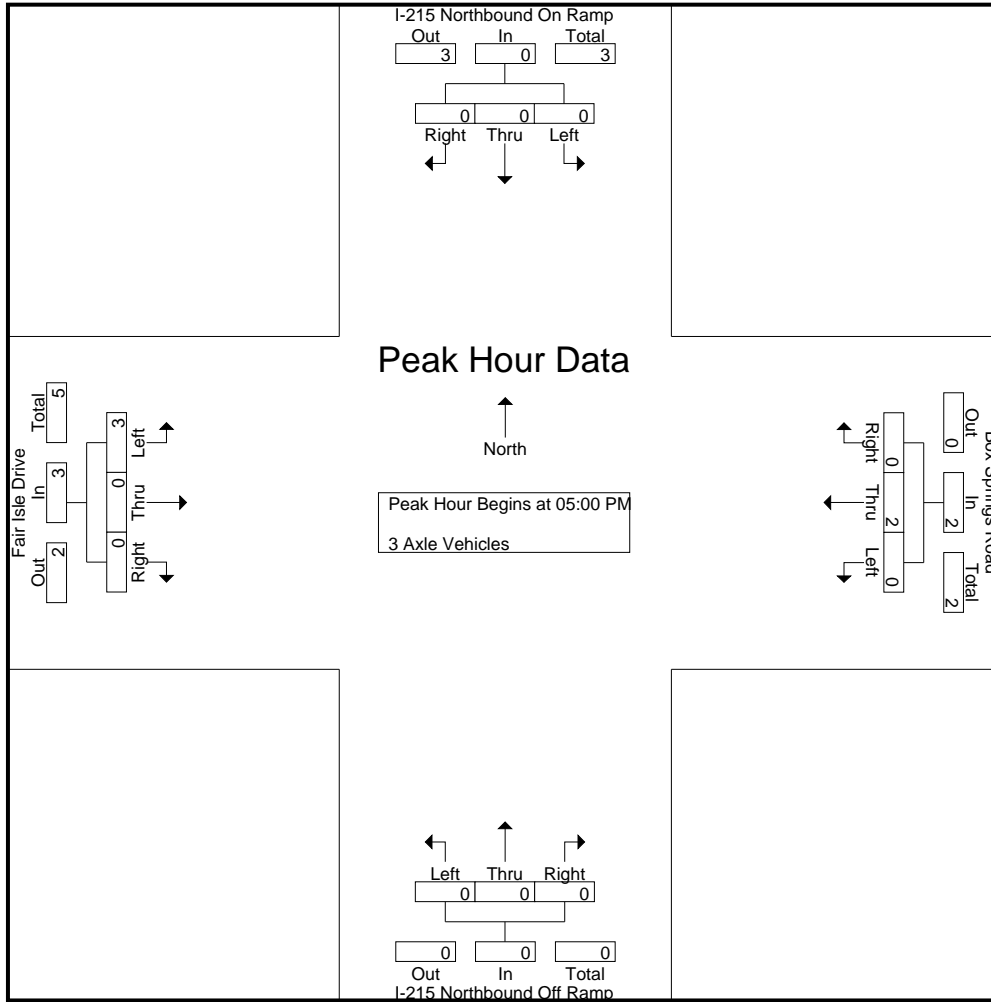 I-215 Northbound On Ramp
Out In Total
3 0 3
0 0 0
Right Thru Left
Peak Hour Data
North
Peak Hour Begins at 05:00 PM
3 Axle Vehicles
Fair Isle Drive
Out In Total
2 3 5
Right Thru Left
0 0 3
Box Springs Road
Out In Total
0 2 2
Right Thru Left
0 2 0
Left Thru Right
0 0 0
0 0 0
Out In Total
I-215 Northbound Off Ramp